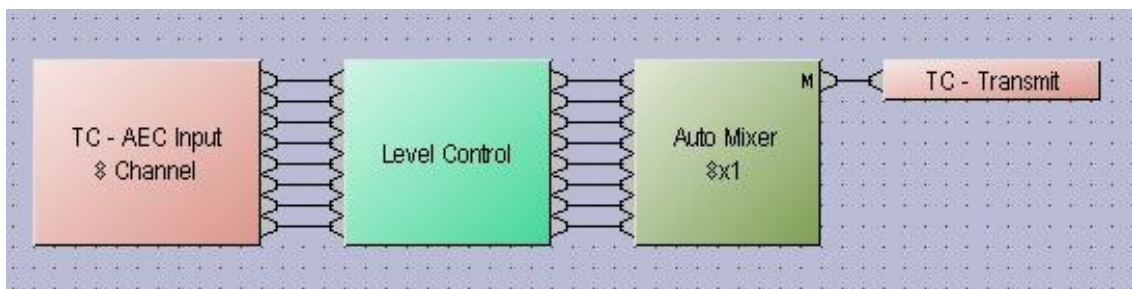 TC - AEC Input
8 Channel
Level Control
Auto Mixer
8x1
M
TC - Transmit